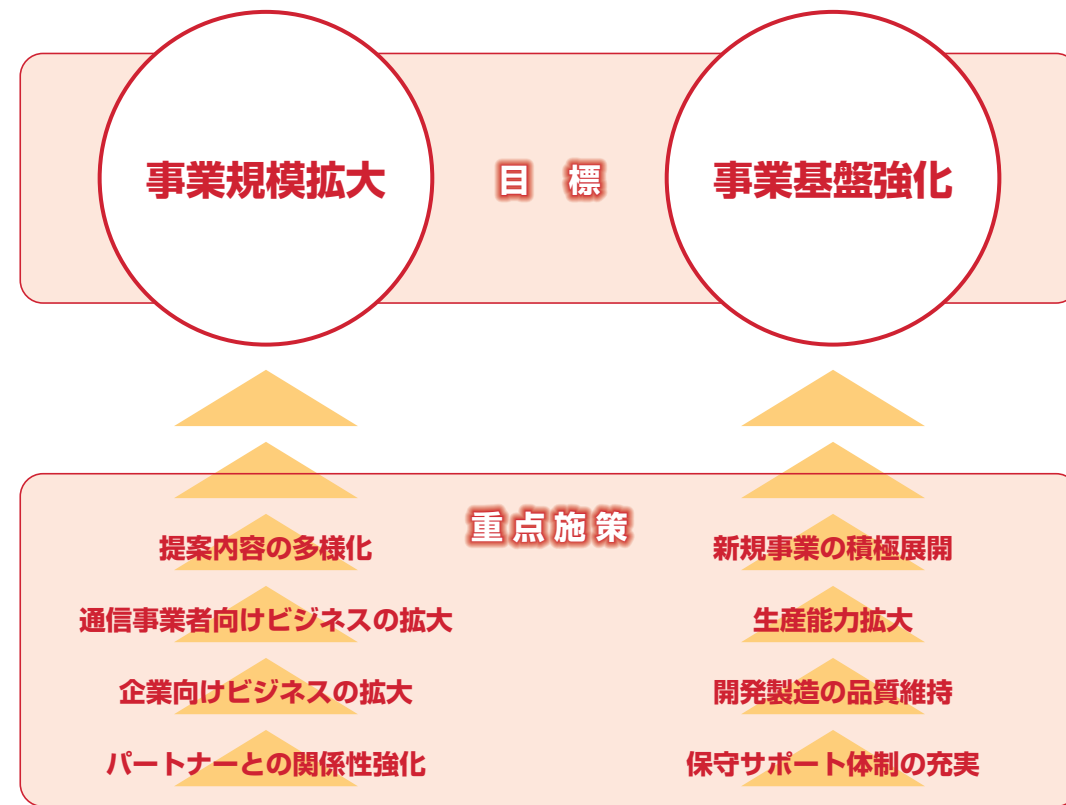 事業規模拡大
目標
事業基盤強化
重点施策
提案内容の多様化
通信事業者向けビジネスの拡大
企業向けビジネスの拡大
パートナーとの関係性強化
新規事業の積極展開
生産能力拡大
開発製造の品質維持
保守サポート体制の充実